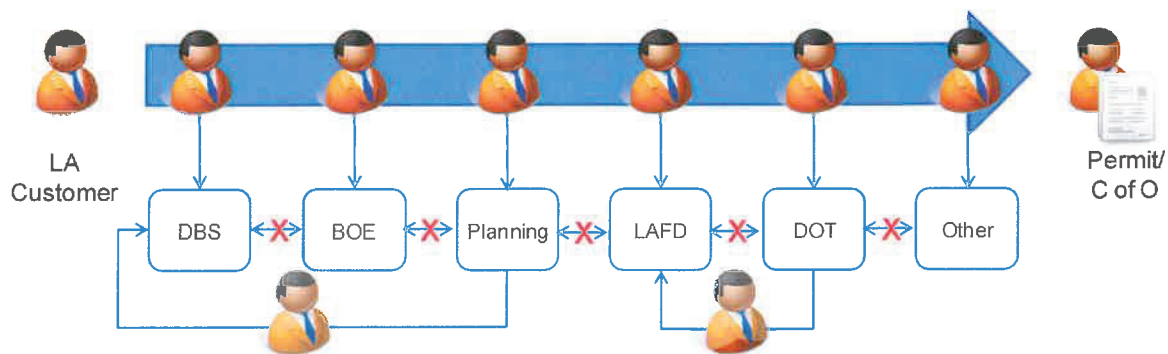 LA
Customer
Permit/
C of O
DBS
BOE
Planning
LAFD
DOT
Other